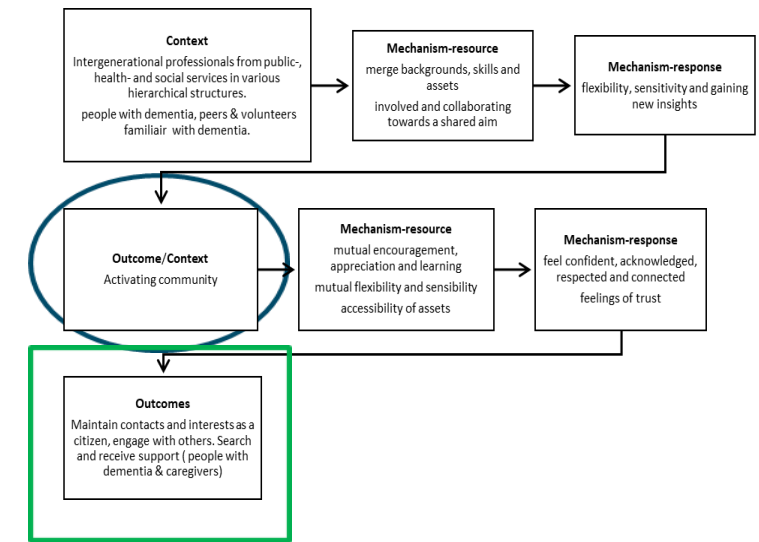 Context
Intergenerational professionals from public-,
health- and social services in various
hierarchical structures.
people with dementia, peers & volunteers
familiair with dementia.
Mechanism-resource
merge backgrounds, skills and
assets
involved and collaborating
towards a shared aim
Mechanism-response
flexibility, sensitivity and gaining
new insights
Outcome/Context
Activating community
Mechanism-resource
mutual encouragement,
appreciation and learning
mutual flexibility and sensibility
accessibility of assets
Mechanism-response
feel confident, acknowledged,
respected and connected
feelings of trust
Outcomes
Maintain contacts and interests as a
citizen, engage with others. Search
and receive support ( people with
dementia & caregivers)